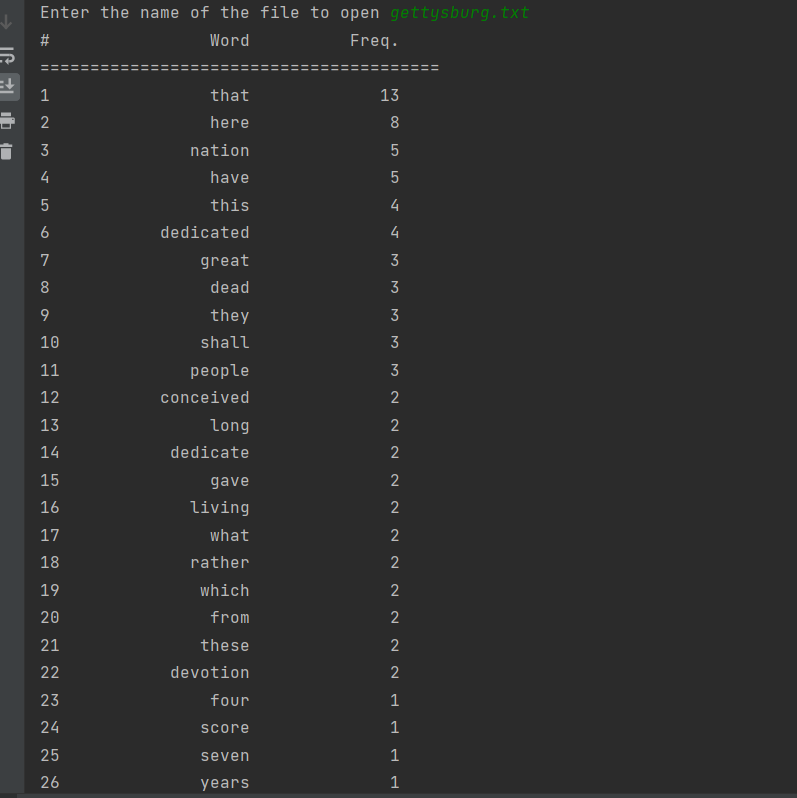 Enter the name of the file to open gettysburg.txt
# Word Freq.
========================================
1 that 13
2 here 8
3 nation 5
4 have 5
5 this 4
6 dedicated 4
7 great 3
8 dead 3
9 they 3
10 shall 3
11 people 3
12 conceived 2
13 long 2
14 dedicate 2
15 gave 2
16 living 2
17 what 2
18 rather 2
19 which 2
20 from 2
21 these 2
22 devotion 2
23 four 1
24 score 1
25 seven 1
26 years 1